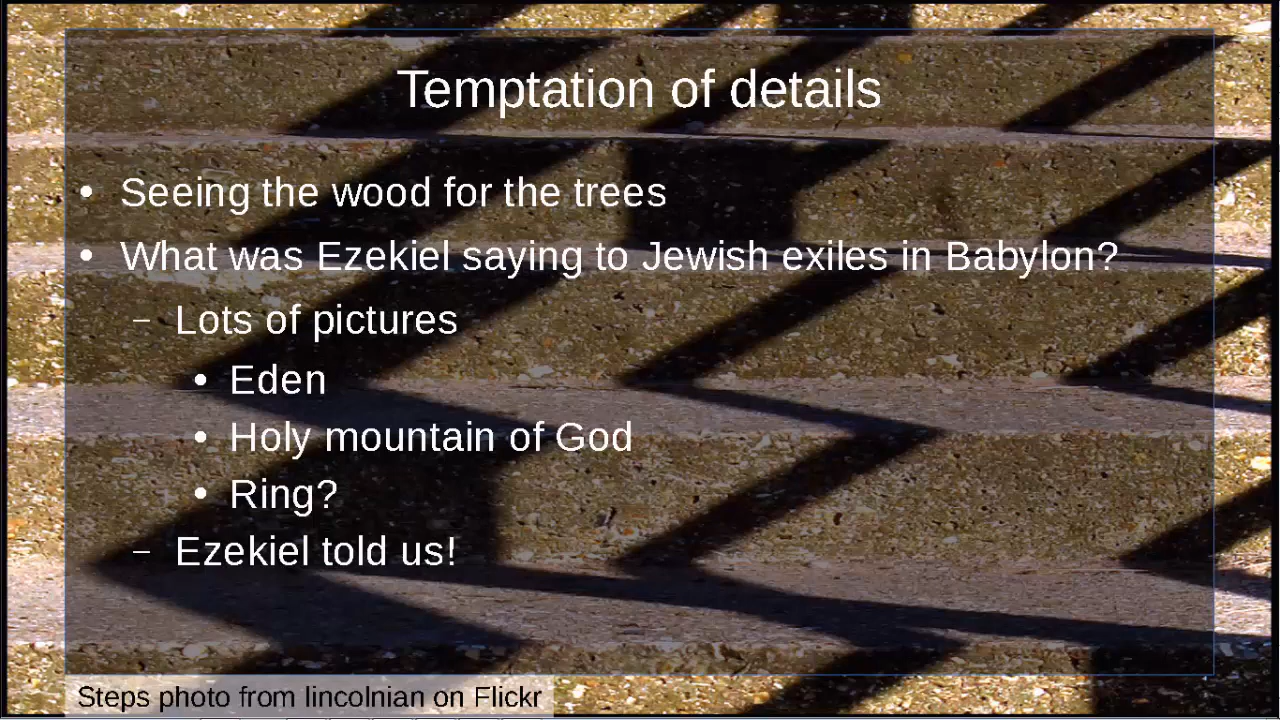 Temptation of details
• Seeing the wood for the trees
• What was Ezekiel saying to Jewish exiles in Babylon?
– Lots of pictures
• Eden
• Holy mountain of God
• Ring?
– Ezekiel told us!
Steps photo from lincolnian on Flickr